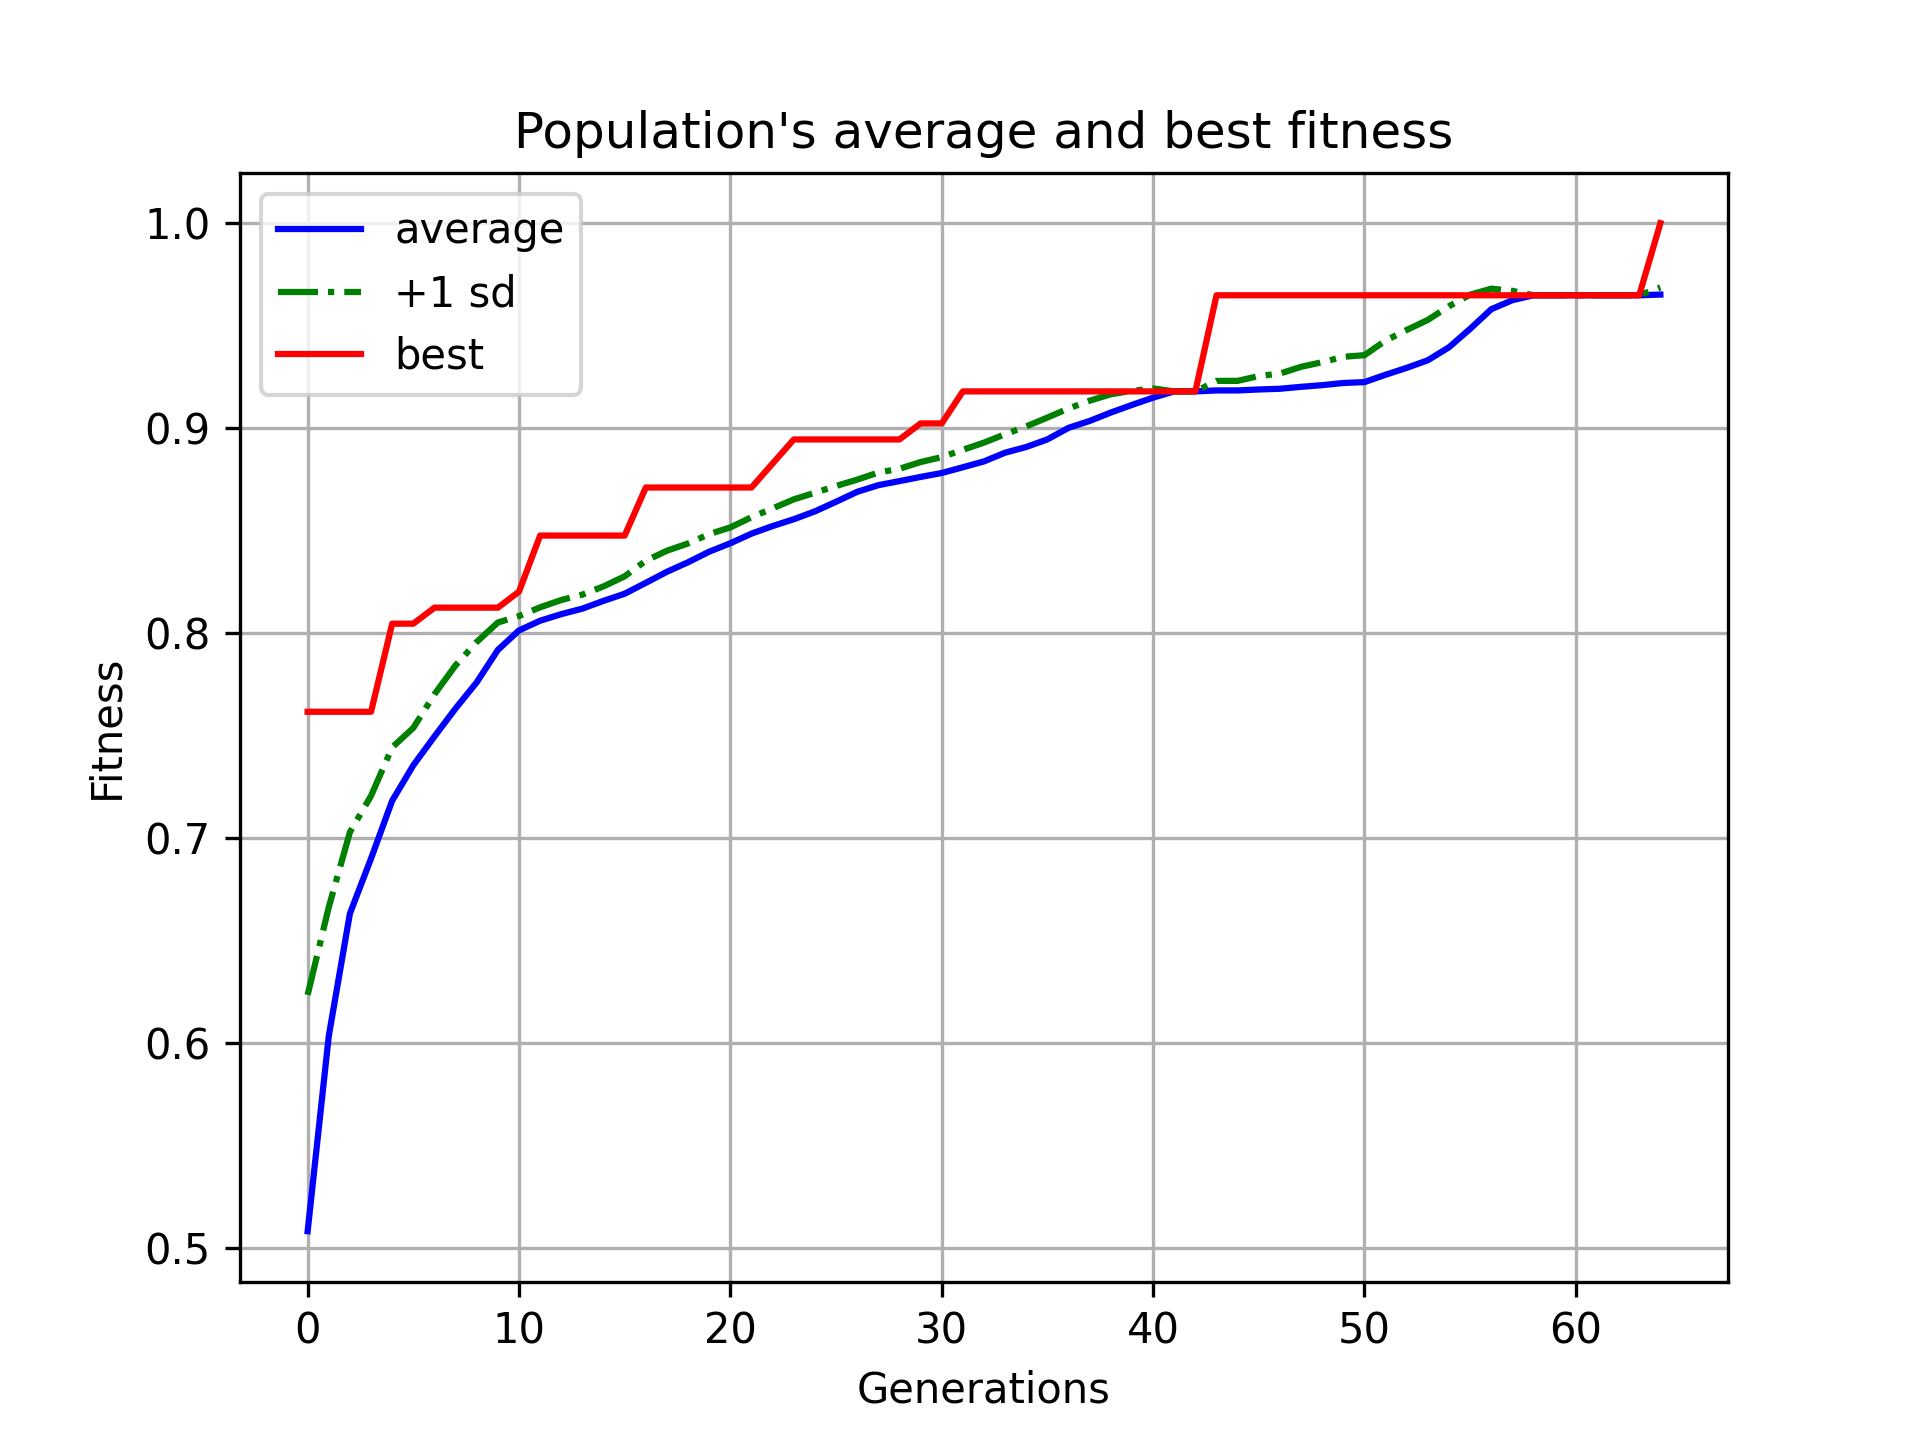 Population's average and best fitness
average
+1 sd
best
1.0
0.9
0.8
0.7
0.6
0.5
Fitness
0 10 20 30 40 50 60
Generations